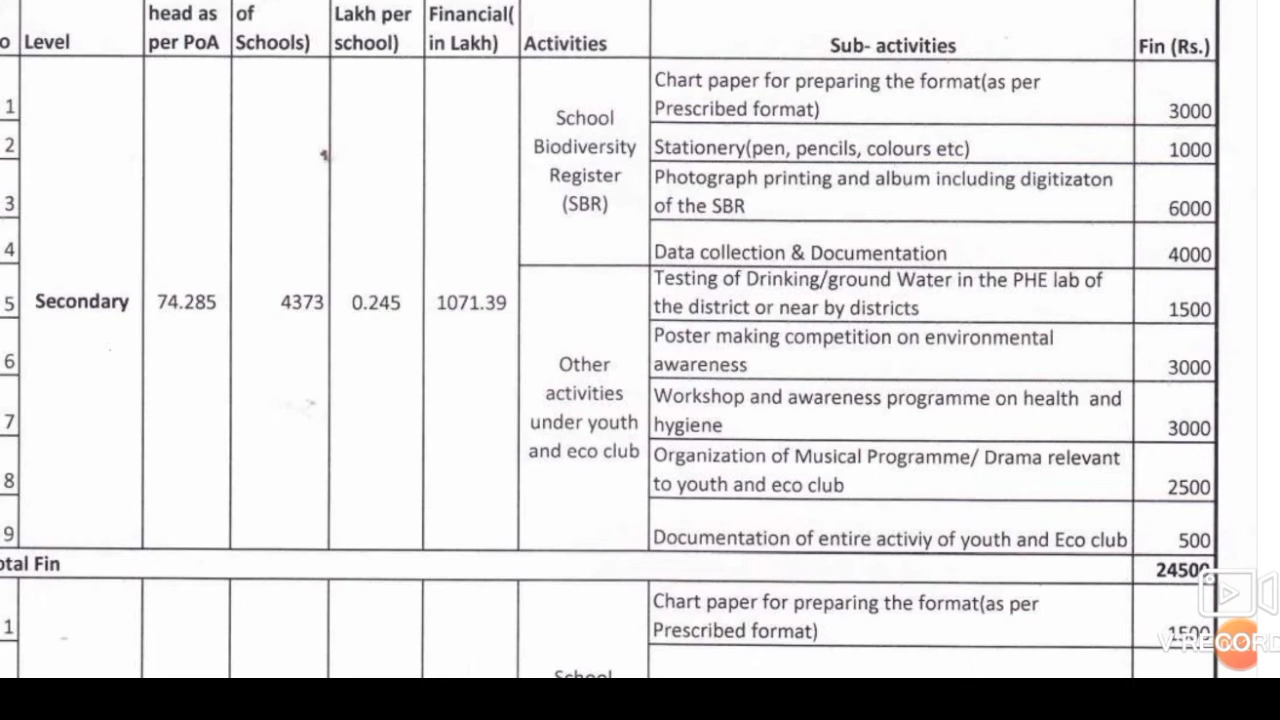 head as of Lakh per Financial(
o Level per PoA Schools) school) in Lakh) Activities Sub- activities Fin (Rs.)
Chart paper for preparing the format(as per
1 Prescribed format) 3000
School
2 Biodiversity Stationery(pen, pencils, colours etc) 1000
Register Photograph printing and album including digitizaton
3 (SBR) of the SBR 6000
4 Data collection & Documentation 4000
Testing of Drinking/ground Water in the PHE lab of
5 Secondary 74.285 4373 0.245 1071.39 the district or near by districts 1500
Poster making competition on environmental
6 Other awareness 3000
activities Workshop and awareness programme on health and
7 under youth hygiene 3000
and eco club Organization of Musical Programme/ Drama relevant
8 to youth and eco club 2500
9 Documentation of entire activiy of youth and Eco club 500
otal Fin 24500
Chart paper for preparing the format(as per
1 Prescribed format) 1500
School
V RECORD